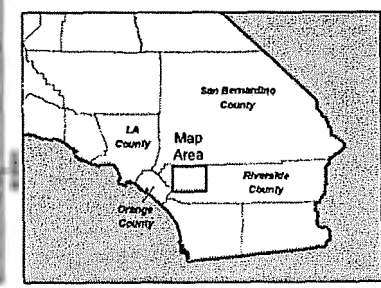 San Bernardino
County
LA
County
Map
Area
Riverside
County
Orange
County